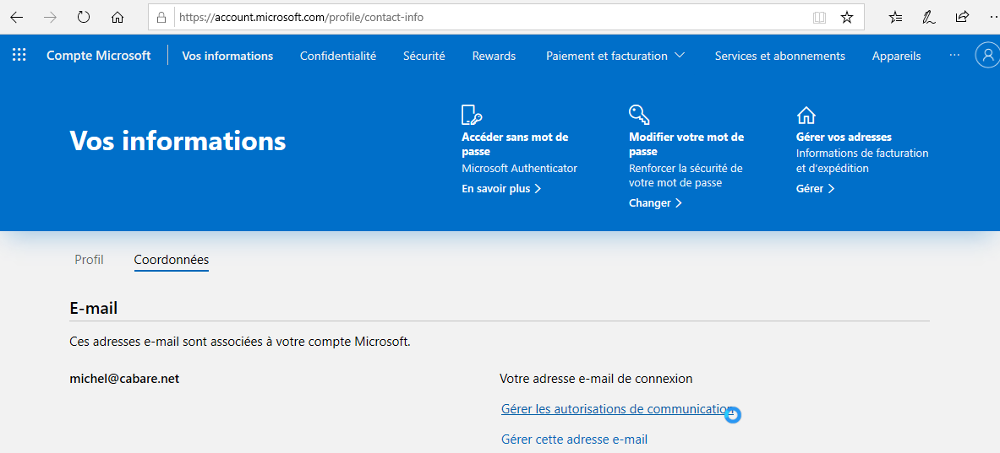 https://account.microsoft.com/profile/contact-info
Compte Microsoft
Vos informations
Confidentialité
Sécurité
Rewards
Paiement et facturation
Services et abonnements
Appareils
Vos informations
Accéder sans mot de
passe
Microsoft Authenticator
En savoir plus
Modifier votre mot de
passe
Renforcer la sécurité de
votre mot de passe
Changer
Gérer vos adresses
Informations de facturation
et d'expédition
Gérer
Profil
Coordonnées
E-mail
Ces adresses e-mail sont associées à votre compte Microsoft.
michel@cabare.net
Votre adresse e-mail de connexion
Gérer les autorisations de communication
Gérer cette adresse e-mail